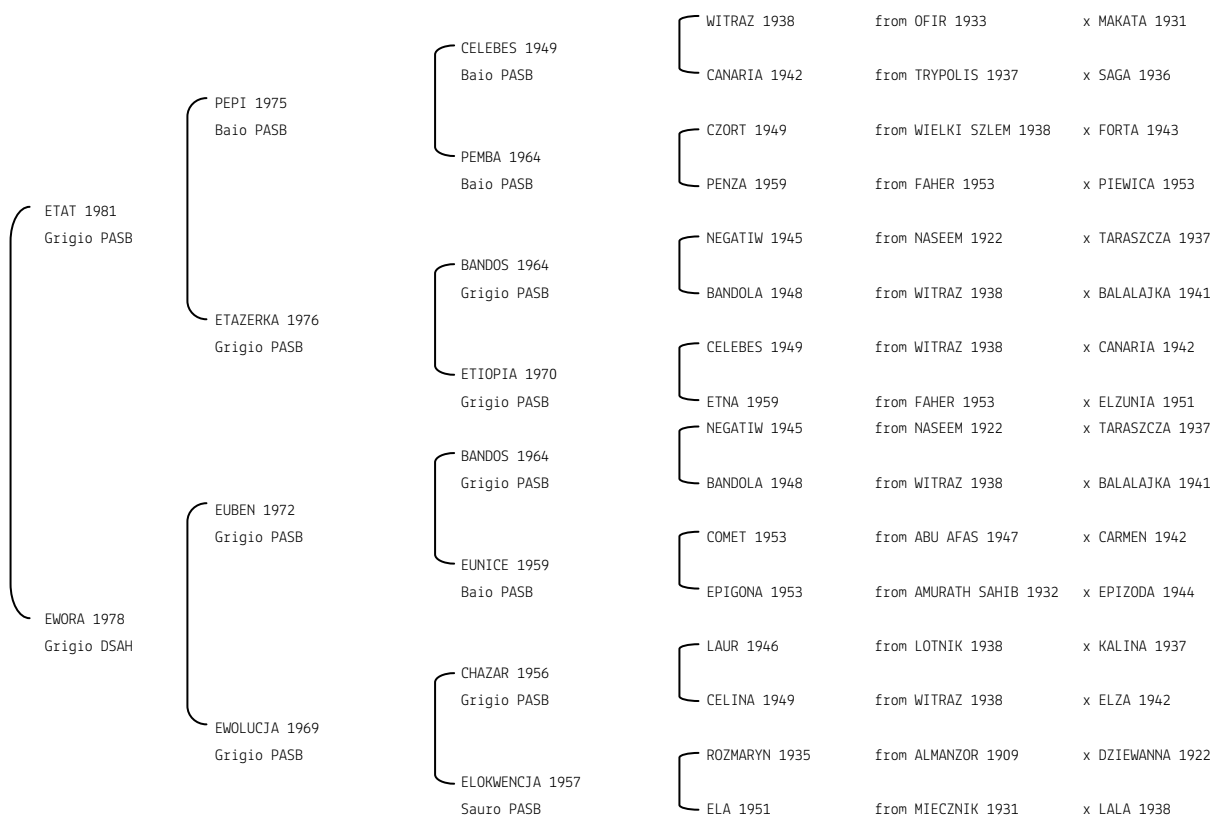 WITRAZ 1938 from OFIR 1933 x MAKATA 1931
CELEBES 1949
Baio PASB CANARIA 1942 from TRYPOLIS 1937 x SAGA 1936
PEPI 1975
Baio PASB CZORT 1949 from WIELKI SZLEM 1938 x FORTA 1943
PEMBA 1964
Baio PASB PENZA 1959 from FAHER 1953 x PIEWICA 1953
ETAT 1981
Grigio PASB NEGATIW 1945 from NASEEM 1922 x TARASZCZA 1937
BANDOS 1964
Grigio PASB BANDOLA 1948 from WITRAZ 1938 x BALALAJKA 1941
ETAZERKA 1976
Grigio PASB CELEBES 1949 from WITRAZ 1938 x CANARIA 1942
ETIOPIA 1970
Grigio PASB ETNA 1959 from FAHER 1953 x ELZUNIA 1951
NEGATIW 1945 from NASEEM 1922 x TARASZCZA 1937
BANDOS 1964
Grigio PASB BANDOLA 1948 from WITRAZ 1938 x BALALAJKA 1941
EUBEN 1972
Grigio PASB COMET 1953 from ABU AFAS 1947 x CARMEN 1942
EUNICE 1959
Baio PASB EPIGONA 1953 from AMURATH SAHIB 1932 x EPIZODA 1944
EWORA 1978
Grigio DSAH LAUR 1946 from LOTNIK 1938 x KALINA 1937
CHAZAR 1956
Grigio PASB CELINA 1949 from WITRAZ 1938 x ELZA 1942
EWOLUCJA 1969
Grigio PASB ROZMARYN 1935 from ALMANZOR 1909 x DZIEWANNA 1922
ELOKWENCJA 1957
Sauro PASB ELA 1951 from MIECZNIK 1931 x LALA 1938